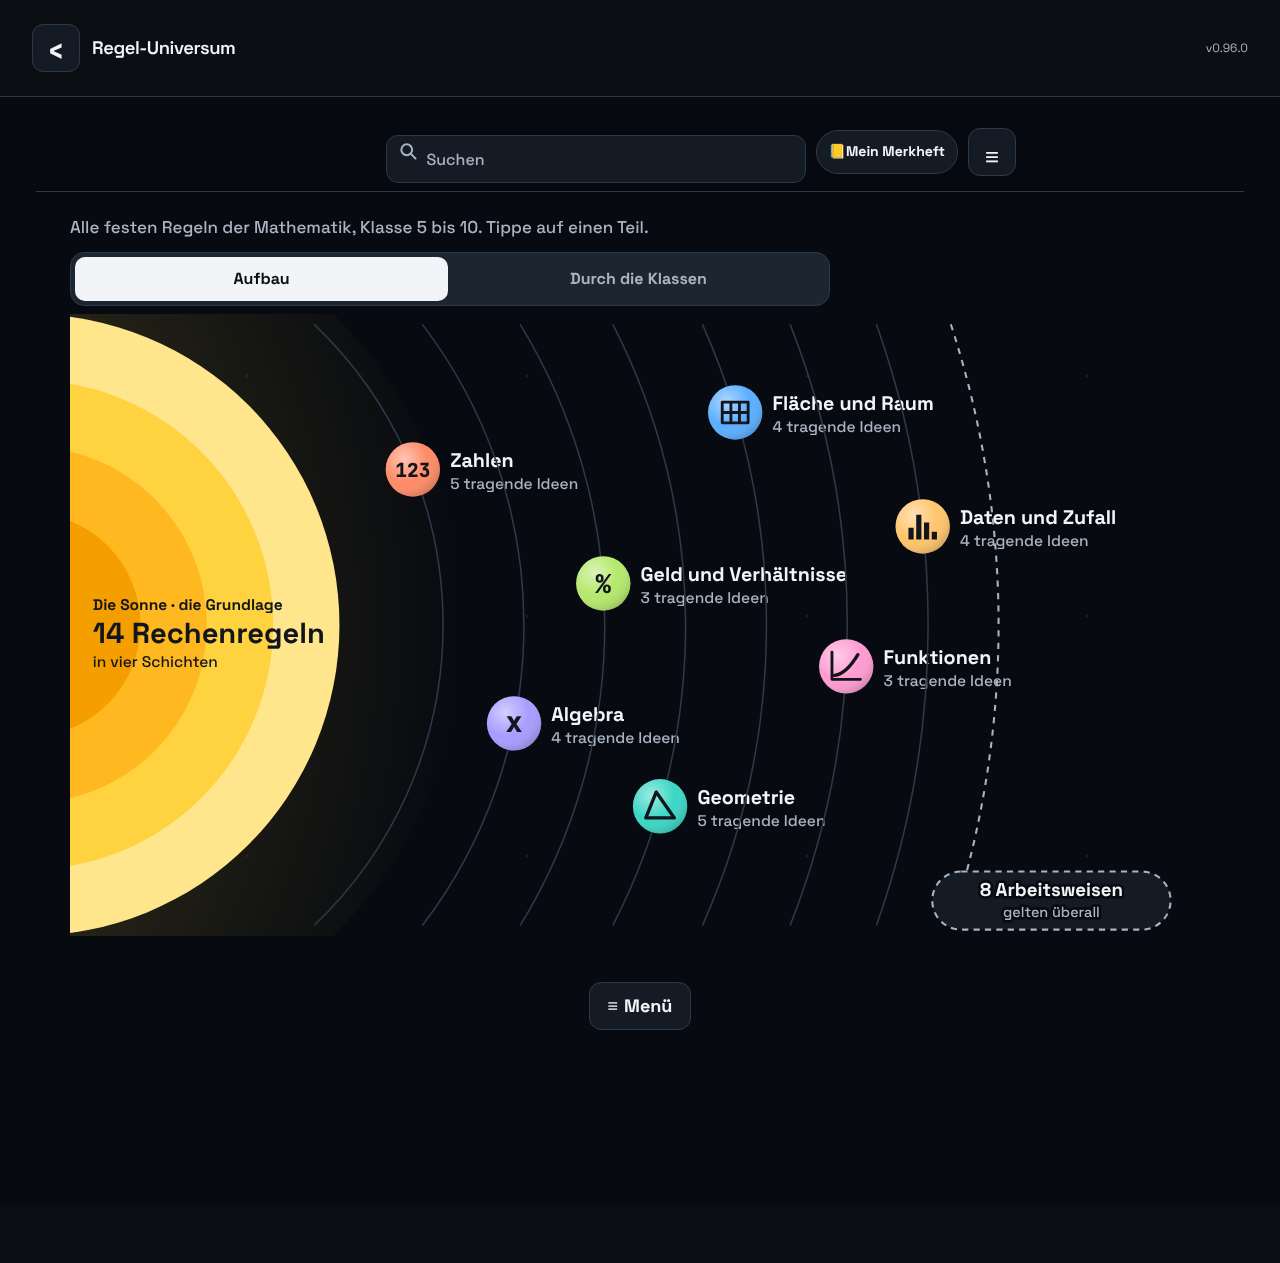 <
Regel-Universum
v0.96.0
Suchen
Mein Merkheft
≡
Alle festen Regeln der Mathematik, Klasse 5 bis 10. Tippe auf einen Teil.
Aufbau
Durch die Klassen
Fläche und Raum
4 tragende Ideen
123
Zahlen
5 tragende Ideen
Daten und Zufall
4 tragende Ideen
%
Geld und Verhältnisse
3 tragende Ideen
Die Sonne · die Grundlage
14 Rechenregeln
in vier Schichten
Funktionen
3 tragende Ideen
x
Algebra
4 tragende Ideen
Geometrie
5 tragende Ideen
8 Arbeitsweisen
gelten überall
≡ Menü